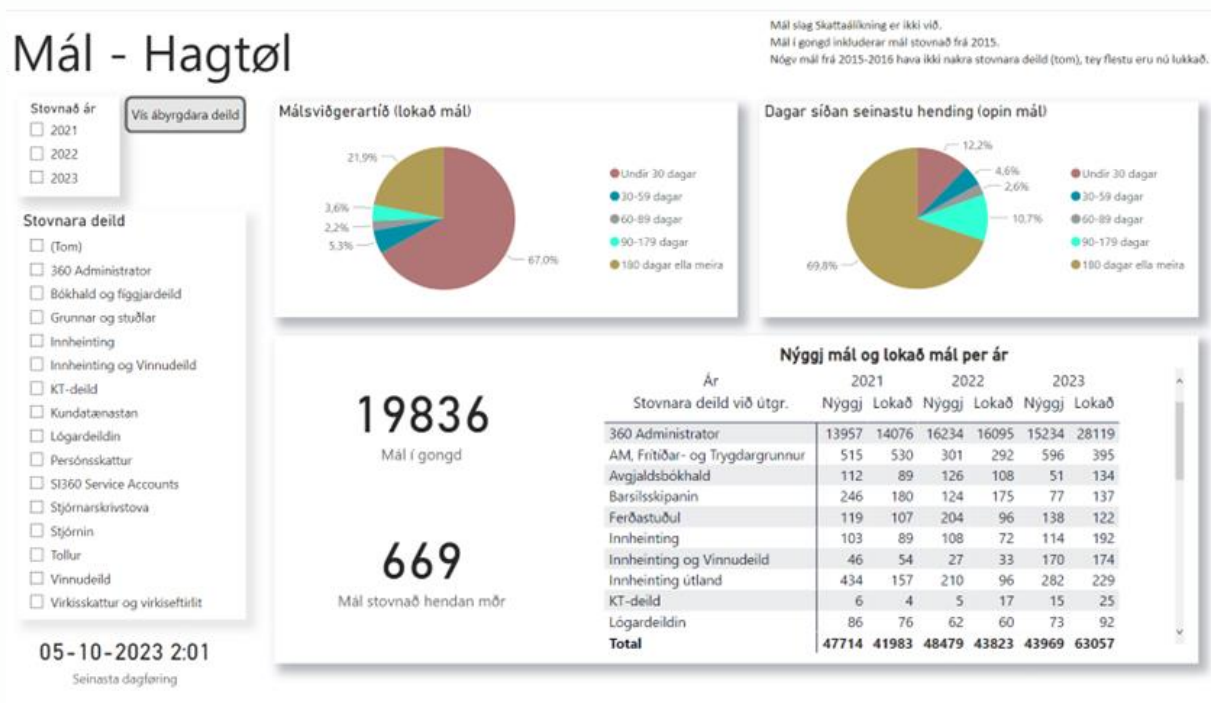 Mál - Hagtøl
Mál slag Skattaálíkning er ikki við.
Mál í gongd inkluderar mál stovnað frá 2015.
Nógv mál frá 2015-2016 hava ikki nakra stovnara deild (tom), tey flestu eru nú lukkað.
Stovnað ár
2021
2022
2023
Vís ábyrgdara deild
Stovnara deild
(Tom)
360 Administrator
Bókhald og fíggjardeild
Grunnar og stuðlar
Innheinting
Innheinting og Vinnudeild
KT-deild
Kundatænastan
Lógardeildin
Persónsskattur
SI360 Service Accounts
Stjórnarskrivstova
Stjórnin
Tollur
Vinnudeild
Virkisskattur og virkiseftirlit
05-10-2023 2:01
Seinasta dagføring
Málsviðgerartíð (lokað mál)
21,9%
3,6%
2,2%
5,3%
67,0%
Undir 30 dagar
30-59 dagar
60-89 dagar
90-179 dagar
180 dagar ella meira
Dagar síðan seinastu hending (opin mál)
12,2%
4,6%
2,6%
10,7%
69,8%
Undir 30 dagar
30-59 dagar
60-89 dagar
90-179 dagar
180 dagar ella meira
19836
Mál í gongd
669
Mál stovnað hendan mðr
Nýggj mál og lokað mál per ár
Ár 2021 2022 2023
Stovnara deild við útgr. Nýggj Lokað Nýggj Lokað Nýggj Lokað
360 Administrator 13957 14076 16234 16095 15234 28119
AM, Frítíðar- og Trygdargrunnur 515 530 301 292 596 395
Avgjaldsbókhald 112 89 126 108 51 134
Barsilsskipanin 246 180 124 175 77 137
Ferðastuðul 119 107 204 96 138 122
Innheinting 103 89 108 72 114 192
Innheinting og Vinnudeild 46 54 27 33 170 174
Innheinting útland 434 157 210 96 282 229
KT-deild 6 4 5 17 15 25
Lógardeildin 86 76 62 60 73 92
Total 47714 41983 48479 43823 43969 63057